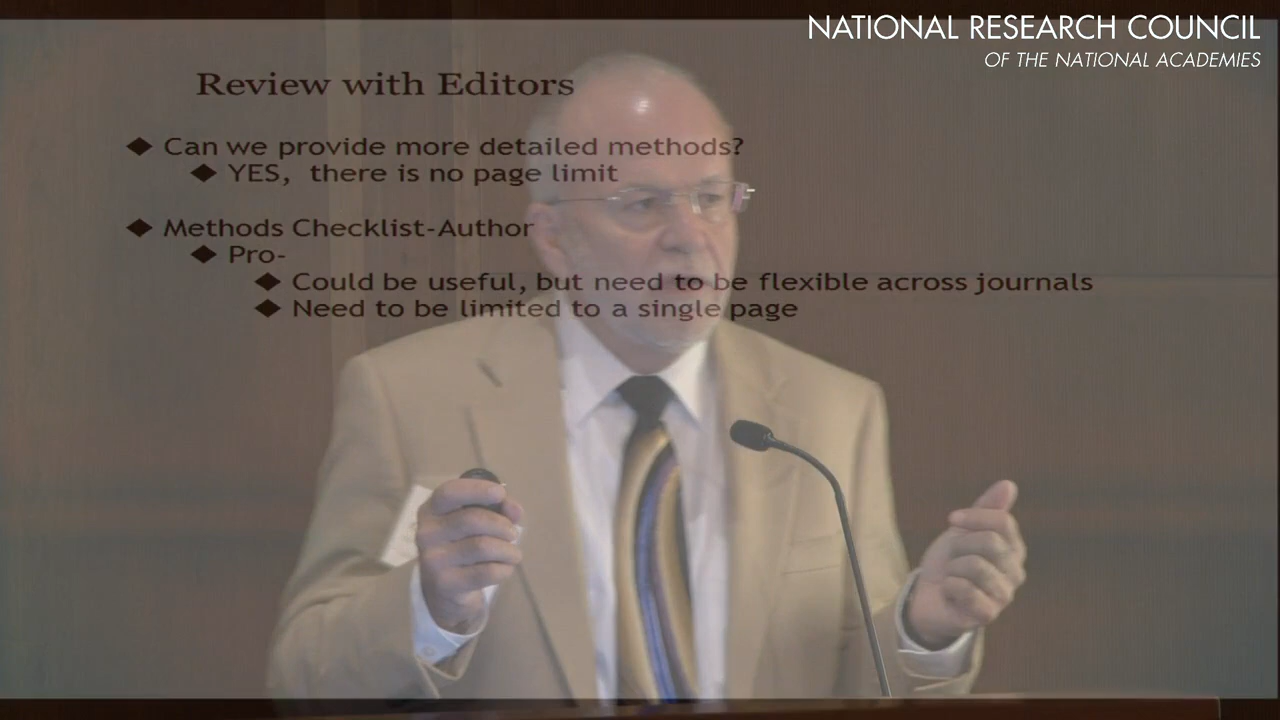 NATIONAL RESEARCH COUNCIL
OF THE NATIONAL ACADEMIES
Review with Editors
◆ Can we provide more detailed methods?
◆ YES, there is no page limit
◆ Methods Checklist-Author
◆ Pro-
◆ Could be useful, but need to be flexible across journals
◆ Need to be limited to a single page